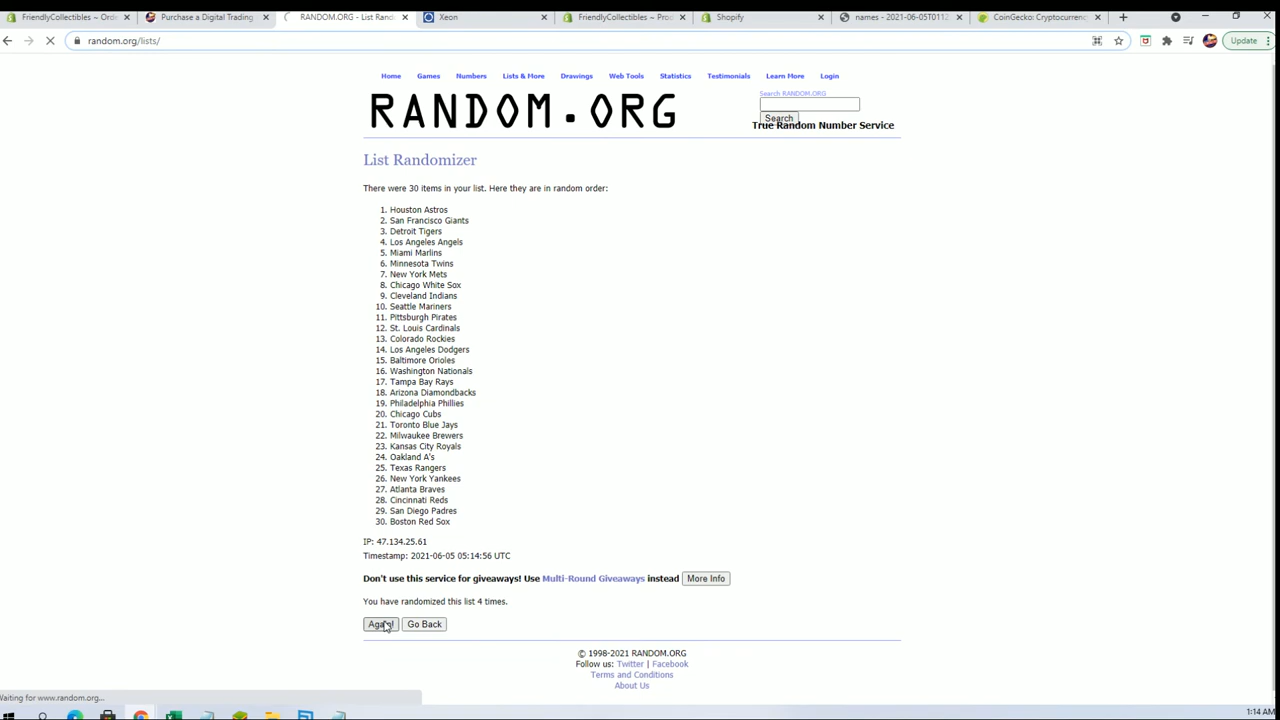 FriendlyCollectibles ~ Ord
Purchase a Digital Trading
RANDOM.ORG - List Rand
Xeon
FriendlyCollectibles ~ Prod
Shopify
names - 2021-06-05T0112
CoinGecko: Cryptocurrenc
random.org/lists/
Update
Home Games Numbers Lists & More Drawings Web Tools Statistics Testimonials Learn More Login
RANDOM.ORG
Search RANDOM.ORG
Search
True Random Number Service
List Randomizer
There were 30 items in your list. Here they are in random order:
1. Houston Astros
2. San Francisco Giants
3. Detroit Tigers
4. Los Angeles Angels
5. Miami Marlins
6. Minnesota Twins
7. New York Mets
8. Chicago White Sox
9. Cleveland Indians
10. Seattle Mariners
11. Pittsburgh Pirates
12. St. Louis Cardinals
13. Colorado Rockies
14. Los Angeles Dodgers
15. Baltimore Orioles
16. Washington Nationals
17. Tampa Bay Rays
18. Arizona Diamondbacks
19. Philadelphia Phillies
20. Chicago Cubs
21. Toronto Blue Jays
22. Milwaukee Brewers
23. Kansas City Royals
24. Oakland A's
25. Texas Rangers
26. New York Yankees
27. Atlanta Braves
28. Cincinnati Reds
29. San Diego Padres
30. Boston Red Sox
IP: 47.134.25.61
Timestamp: 2021-06-05 05:14:56 UTC
Don't use this service for giveaways! Use Multi-Round Giveaways instead More Info
You have randomized this list 4 times.
Again! Go Back
© 1998-2021 RANDOM.ORG
Follow us: Twitter | Facebook
Terms and Conditions
About Us
Waiting for www.random.org...
1:14 AM